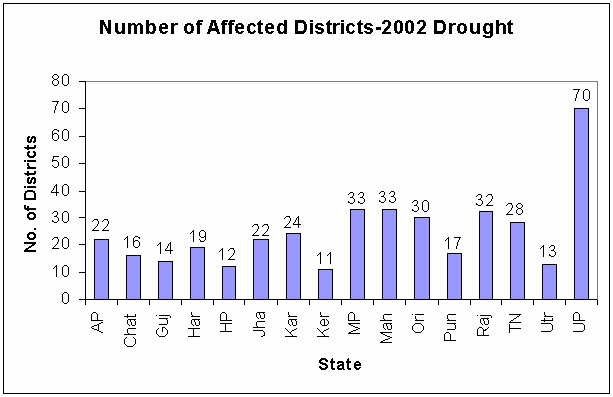 Number of Affected Districts-2002 Drought
No. of Districts
80
70
60
50
40
30
20
10
0
22
16
14
19
12
22
24
11
33
33
30
17
32
28
13
70
AP
Chat
Guj
Har
HP
Jha
Kar
Ker
MP
Mah
Ori
Pun
Raj
TN
Utr
UP
State